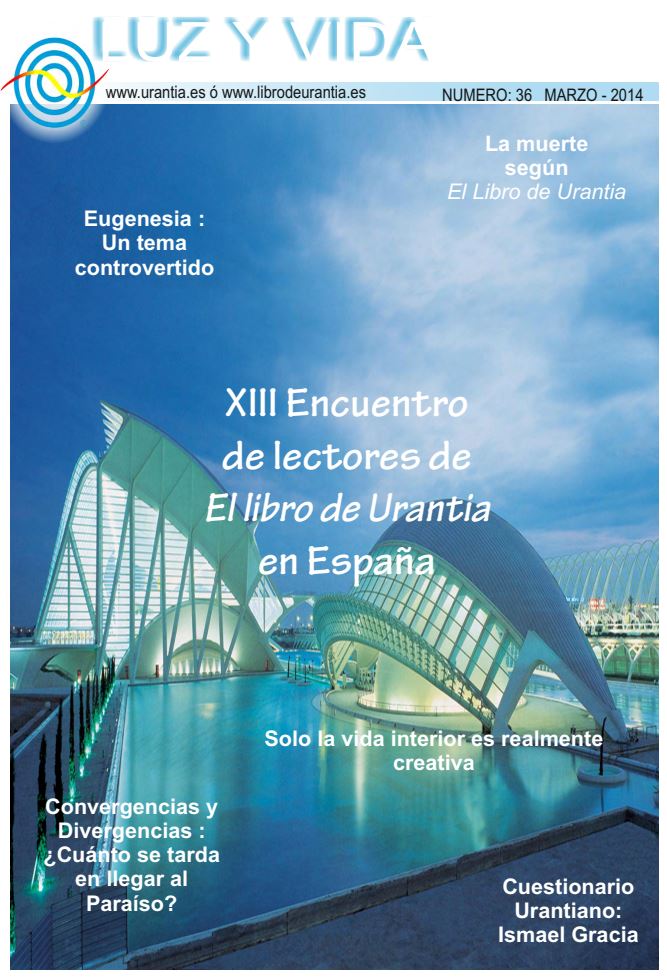 LUZ Y VIDA
www.urantia.es ó www.librodeurantia.es
NUMERO: 36 MARZO - 2014
La muerte
según
El Libro de Urantia
Eugenesia :
Un tema
controvertido
XIII Encuentro
de lectores de
El libro de Urantia
en España
Solo la vida interior es realmente
creativa
Convergencias y
Divergencias :
¿Cuánto se tarda
en llegar al
Paraíso?
Cuestionario
Urantiano:
Ismael Gracia